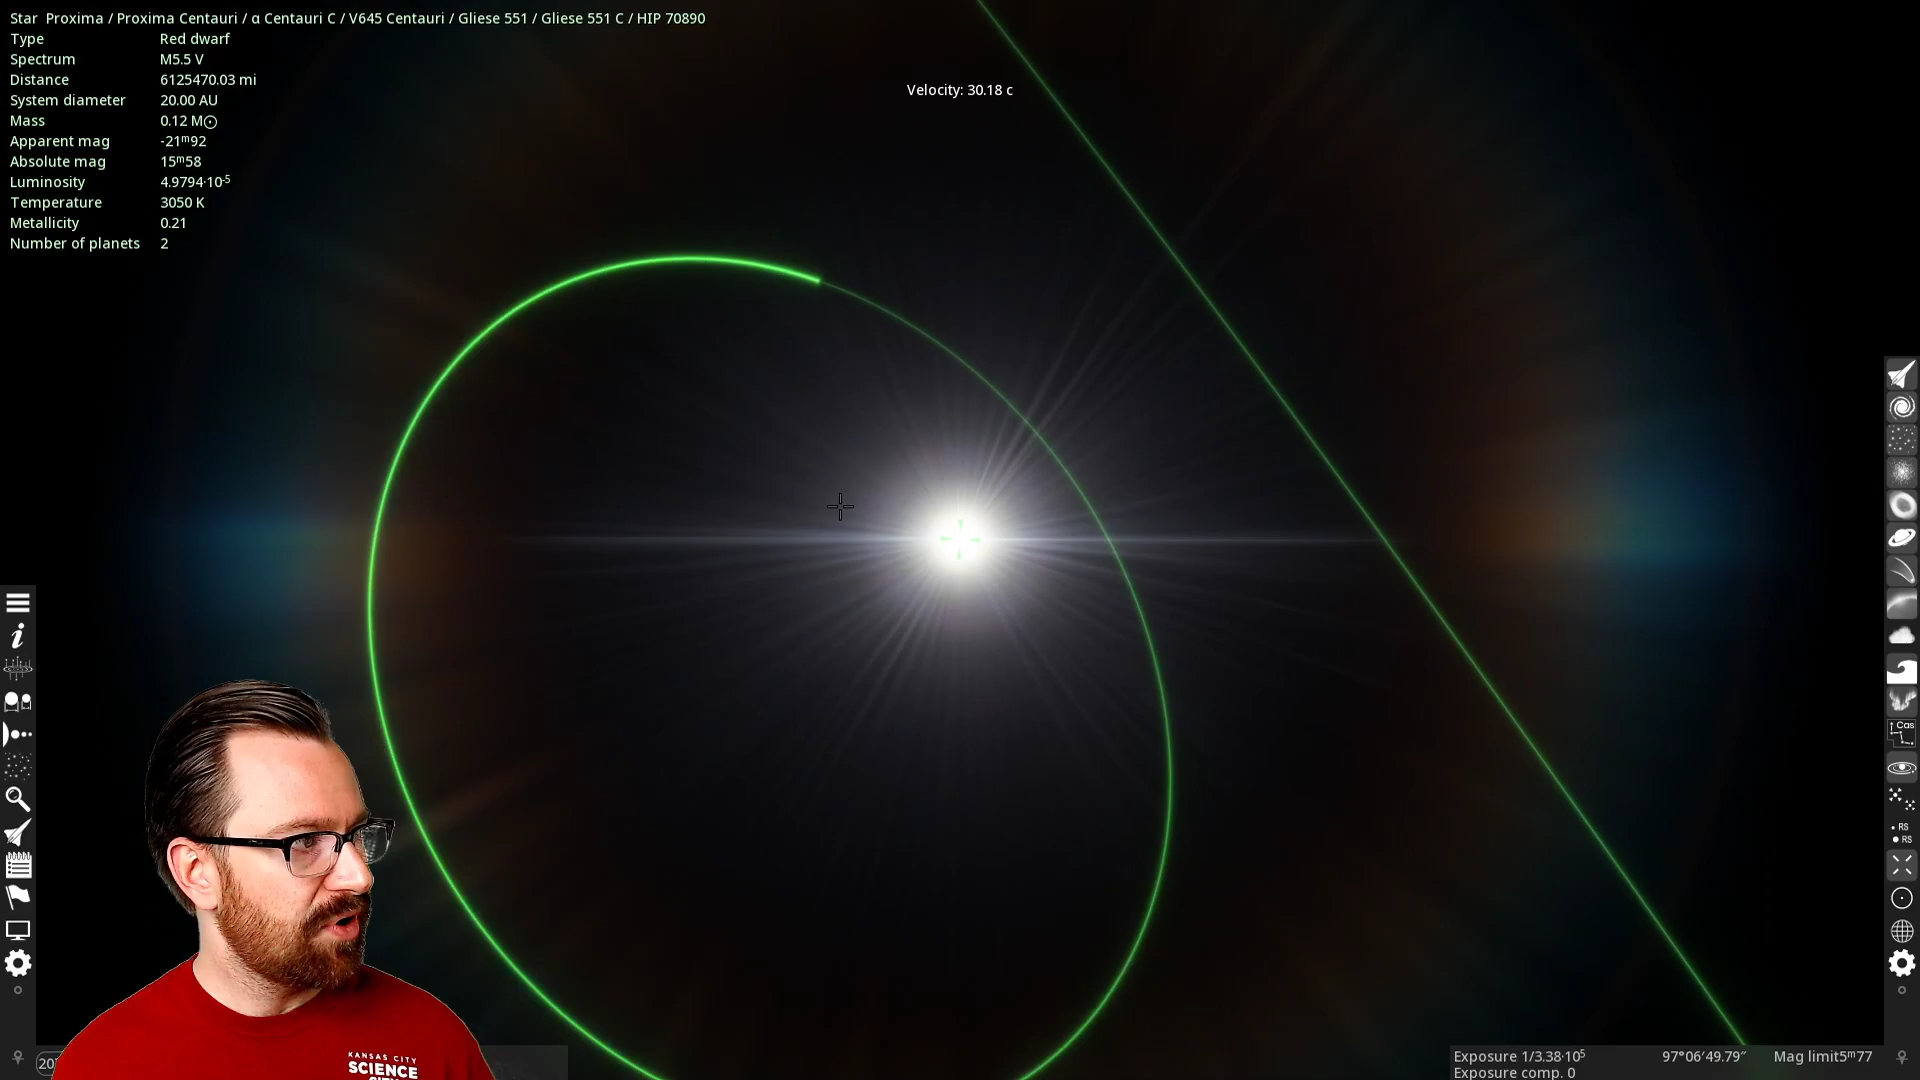 Star Proxima / Proxima Centauri / α Centauri C / V645 Centauri / Gliese 551 / Gliese 551 C / HIP 70890
Type Red dwarf
Spectrum M5.5 V
Distance 6125470.03 mi
System diameter 20.00 AU
Mass 0.12 M☉
Apparent mag -21ᵐ92
Absolute mag 15ᵐ58
Luminosity 4.9794·10⁻⁵
Temperature 3050 K
Metallicity 0.21
Number of planets 2
Velocity: 30.18 c
Cas
RS
RS
KANSAS CITY
SCIENCE
Exposure 1/3.38·10⁵ 97°06′49.79″ Mag limit5ᵐ77
Exposure comp. 0